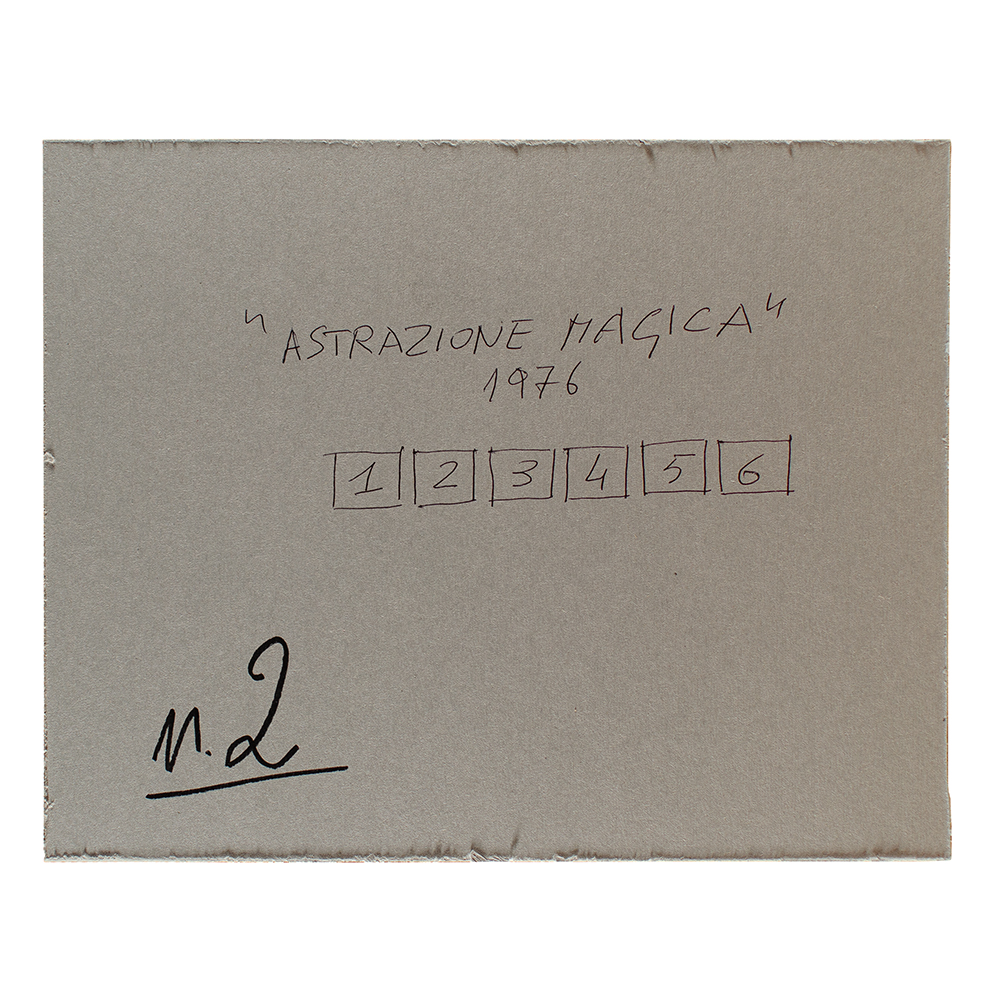 "ASTRAZIONE MAGICA"
1976
1 2 3 4 5 6
n. 2